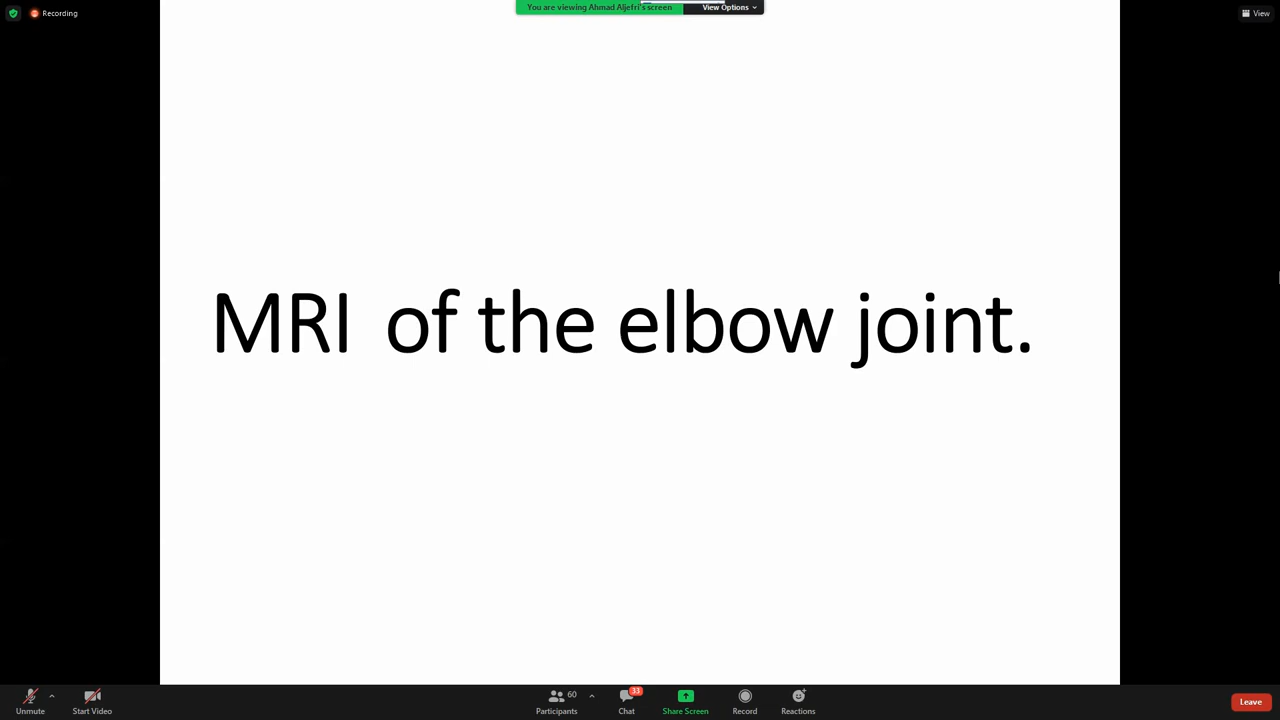 Recording
You are viewing Ahmad Aljefri's screen
View Options
View
MRI of the elbow joint.
Unmute
Start Video
60
Participants
33
Chat
Share Screen
Record
Reactions
Leave